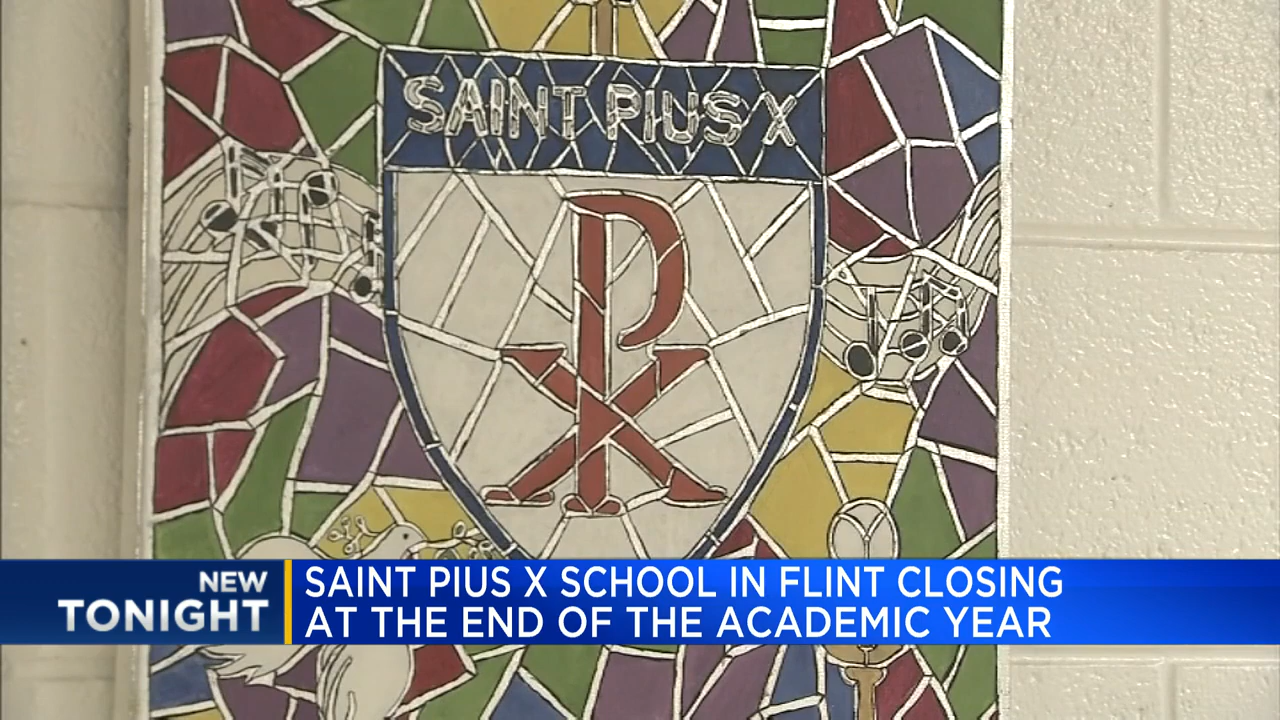 SAINT PIUS X
NEW
TONIGHT
SAINT PIUS X SCHOOL IN FLINT CLOSING
AT THE END OF THE ACADEMIC YEAR